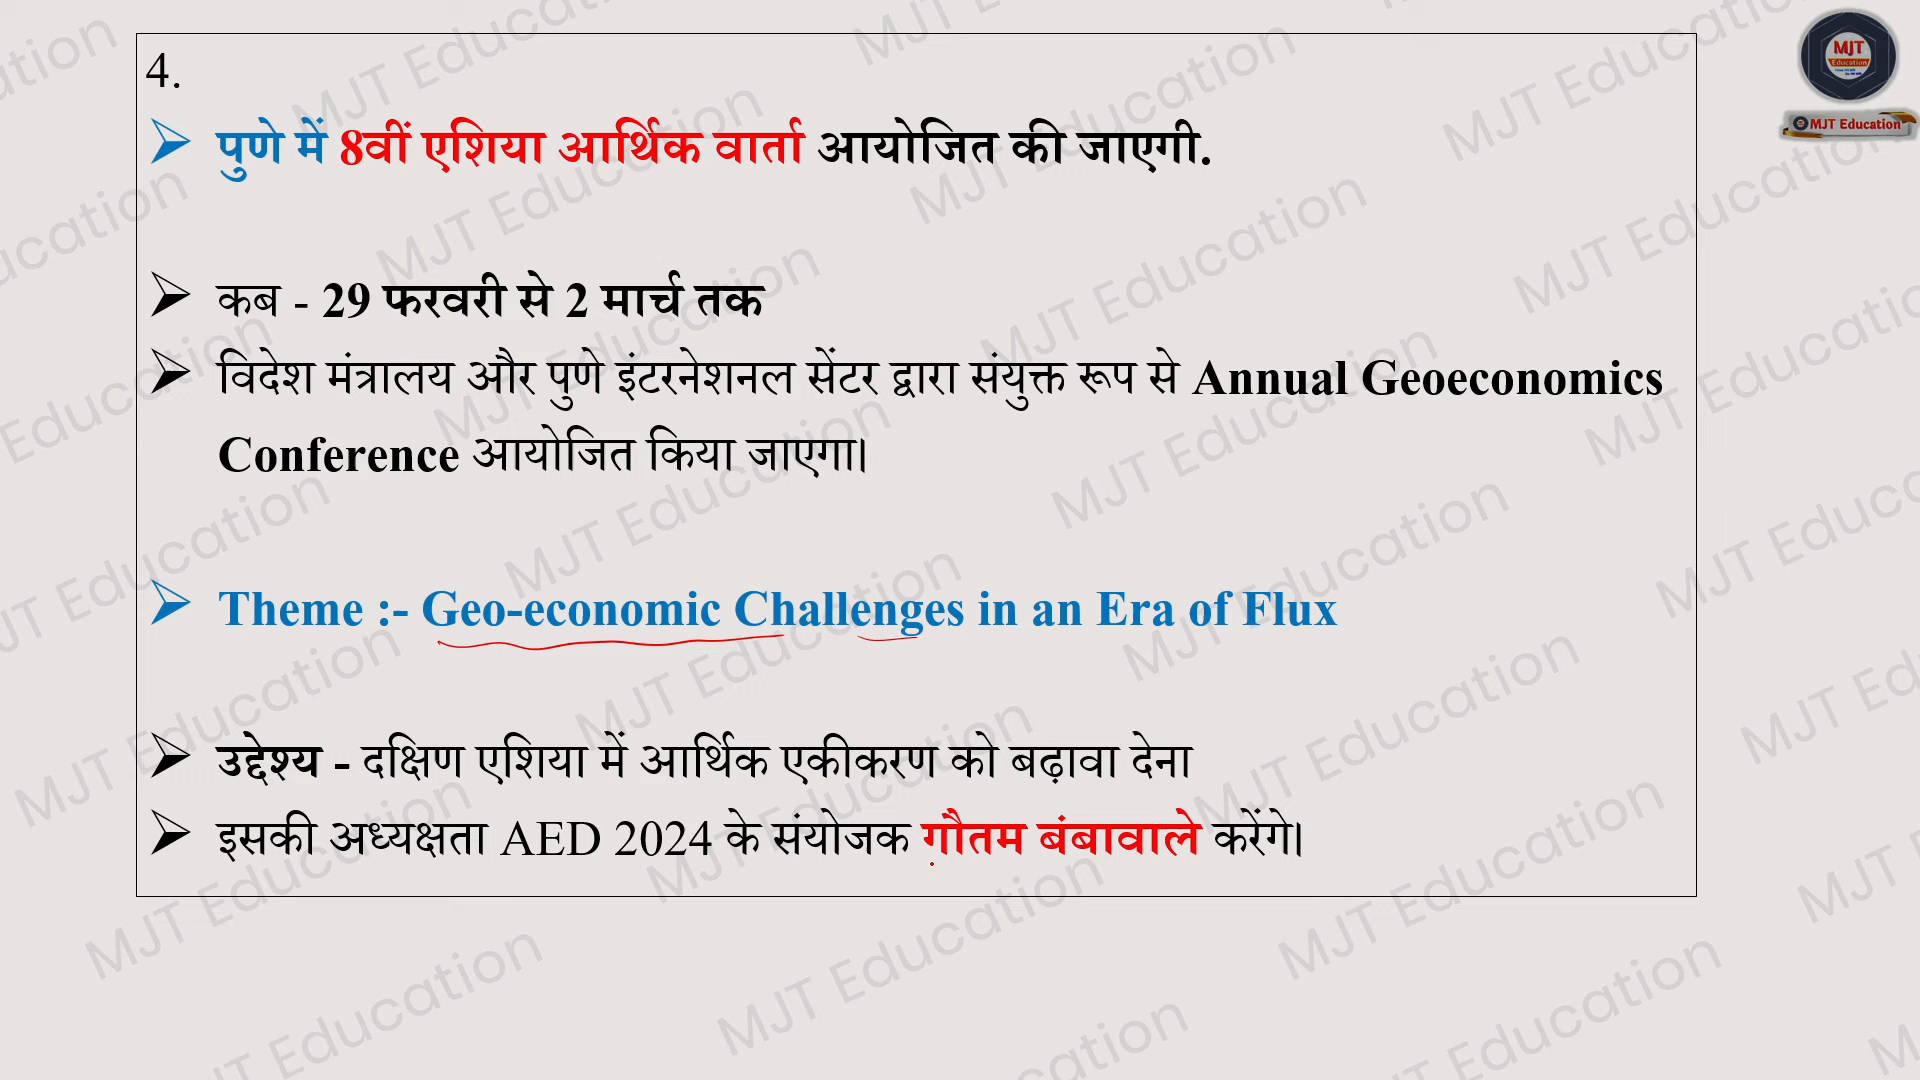 4.
➢ पुणे में 8वीं एशिया आर्थिक वार्ता आयोजित की जाएगी.
➢ कब - 29 फरवरी से 2 मार्च तक
➢ विदेश मंत्रालय और पुणे इंटरनेशनल सेंटर द्वारा संयुक्त रूप से Annual Geoeconomics
Conference आयोजित किया जाएगा।
➢ Theme :- Geo-economic Challenges in an Era of Flux
➢ उद्देश्य - दक्षिण एशिया में आर्थिक एकीकरण को बढ़ावा देना
➢ इसकी अध्यक्षता AED 2024 के संयोजक गौतम बंबावाले करेंगे।
MJT
Education
MJT Education